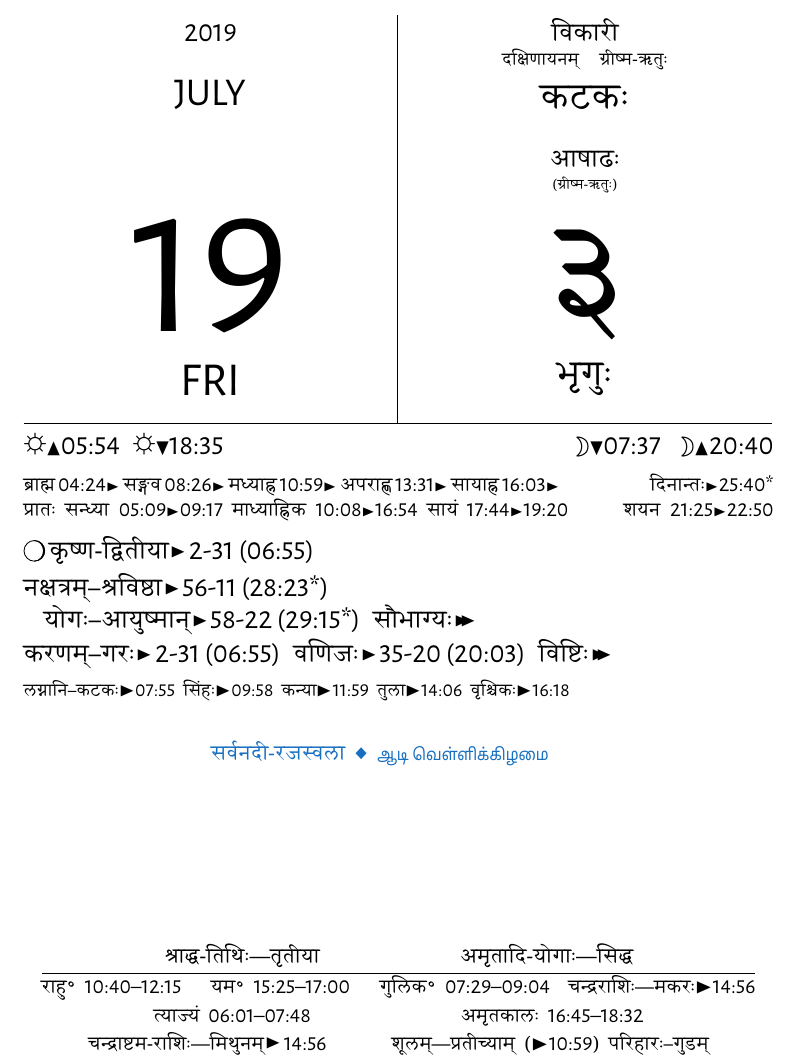 2019
JULY
19
FRI
विकारी
दक्षिणायनम् ग्रीष्म-ऋतुः
कटकः
आषाढः
(ग्रीष्म-ऋतुः)
३
भृगुः
☼▲05:54 ☼▼18:35 ☽▼07:37 ☽▲20:40
ब्राह्म 04:24► सङ्गव 08:26► मध्याह्न 10:59► अपराह्ण 13:31► सायाह्न 16:03► दिनान्तः►25:40*
प्रातः सन्ध्या 05:09►09:17 माध्याह्निक 10:08►16:54 सायं 17:44►19:20 शयन 21:25►22:50
❍कृष्ण-द्वितीया► 2-31 (06:55)
नक्षत्रम्–श्रविष्ठा►56-11 (28:23*)
योगः–आयुष्मान्►58-22 (29:15*) सौभाग्यः►►
करणम्–गरः► 2-31 (06:55) वणिजः►35-20 (20:03) विष्टिः►►
लग्नानि–कटकः►07:55 सिंहः►09:58 कन्या►11:59 तुला►14:06 वृश्चिकः►16:18
सर्वनदी-रजस्वला ◆ ஆடி வெள்ளிக்கிழமை
श्राद्ध-तिथिः—तृतीया अमृतादि-योगाः—सिद्ध
राहु° 10:40–12:15 यम° 15:25–17:00 गुलिक° 07:29–09:04 चन्द्रराशिः—मकरः►14:56
त्याज्यं 06:01–07:48 अमृतकालः 16:45–18:32
चन्द्राष्टम-राशिः—मिथुनम्►14:56 शूलम्—प्रतीच्याम् (►10:59) परिहारः–गुडम्